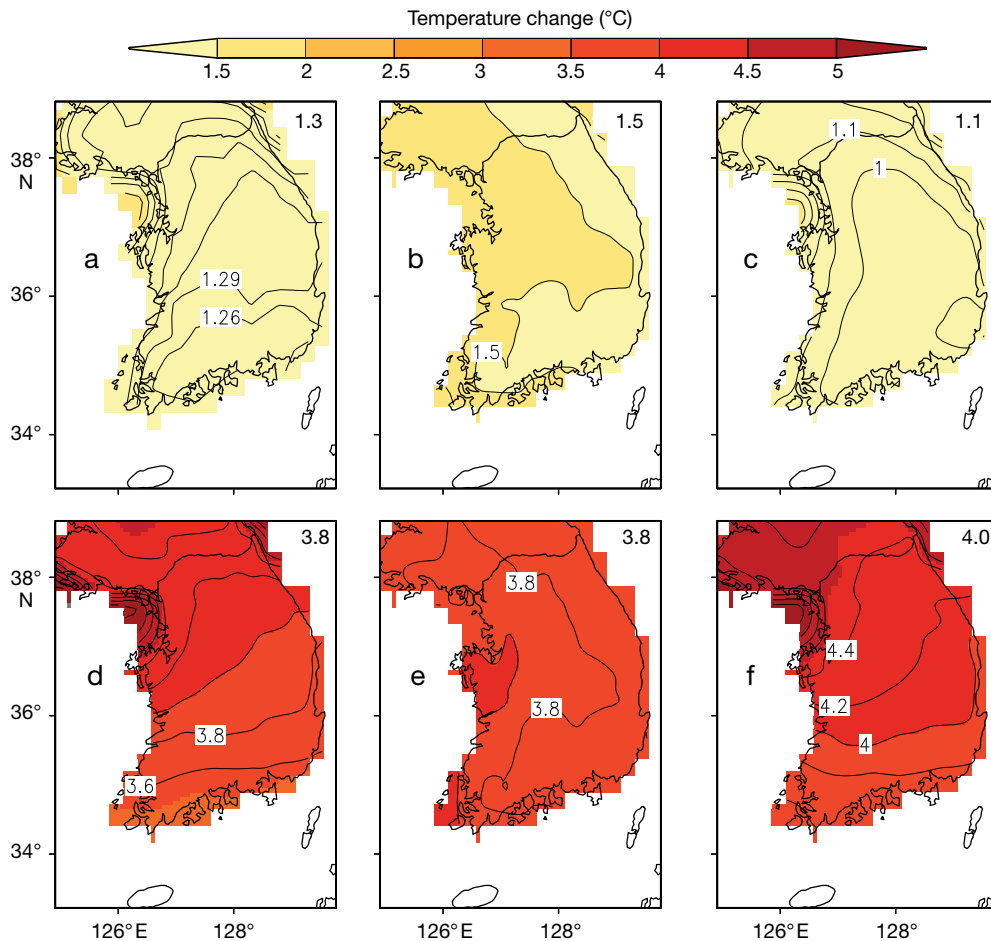 Temperature change (°C)
1.5 2 2.5 3 3.5 4 4.5 5
1.3 1.5 1.1
38°
N
36°
34°
a
1.29
1.26
b
1.5
c
1.1
1
3.8 3.8 4.0
38°
N
36°
34°
d
3.8
3.6
e
3.8
3.8
f
4.4
4.2
4
126°E 128° 126° 128° 126° 128°